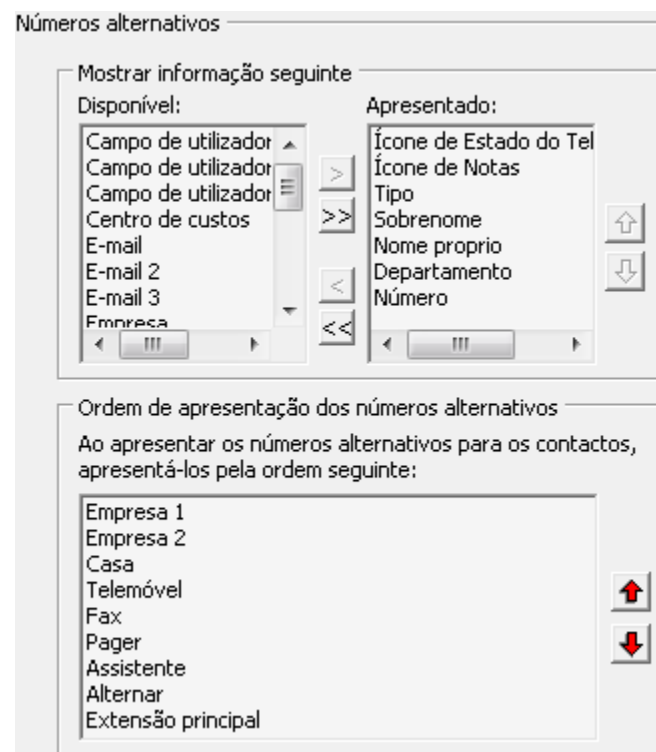 Números alternativos
Mostrar informação seguinte
Disponível:
Campo de utilizador
Campo de utilizador
Campo de utilizador
Centro de custos
E-mail
E-mail 2
E-mail 3
Empresa
>
>>
<
<<
Apresentado:
Ícone de Estado do Tel
Ícone de Notas
Tipo
Sobrenome
Nome proprio
Departamento
Número
Ordem de apresentação dos números alternativos
Ao apresentar os números alternativos para os contactos,
apresentá-los pela ordem seguinte:
Empresa 1
Empresa 2
Casa
Telemóvel
Fax
Pager
Assistente
Alternar
Extensão principal